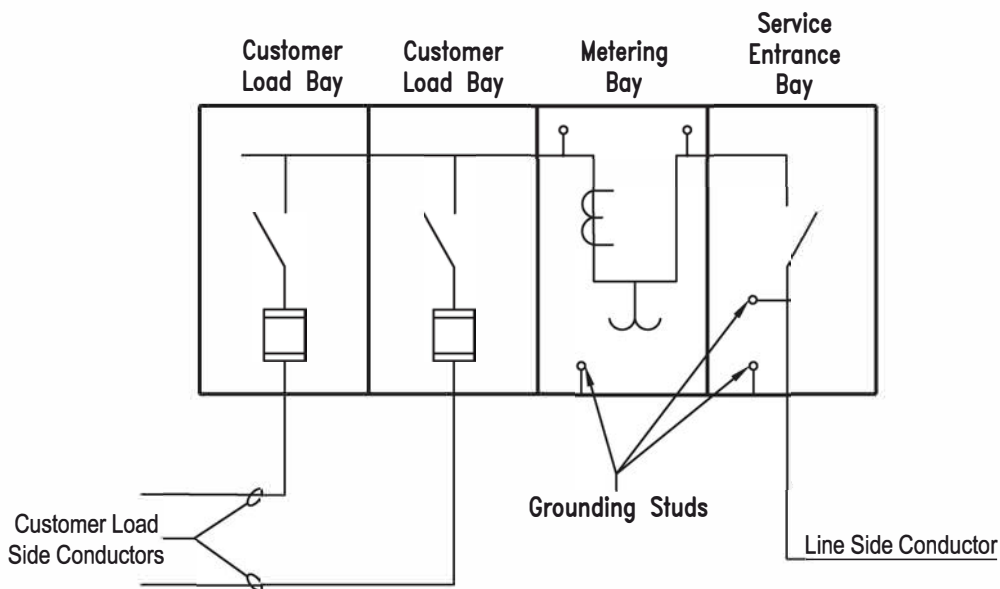 Customer
Load Bay
Customer
Load Bay
Metering
Bay
Service
Entrance
Bay
Grounding Studs
Customer Load
Side Conductors
Line Side Conductor